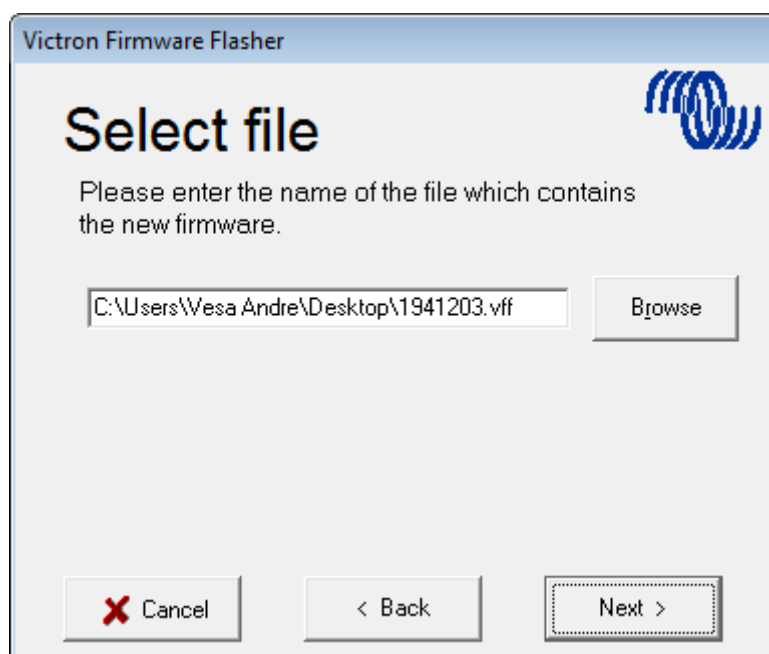 Victron Firmware Flasher
Select file
Please enter the name of the file which contains
the new firmware.
C:\Users\Vesa Andre\Desktop\1941203.vff
Browse
Cancel
< Back
Next >